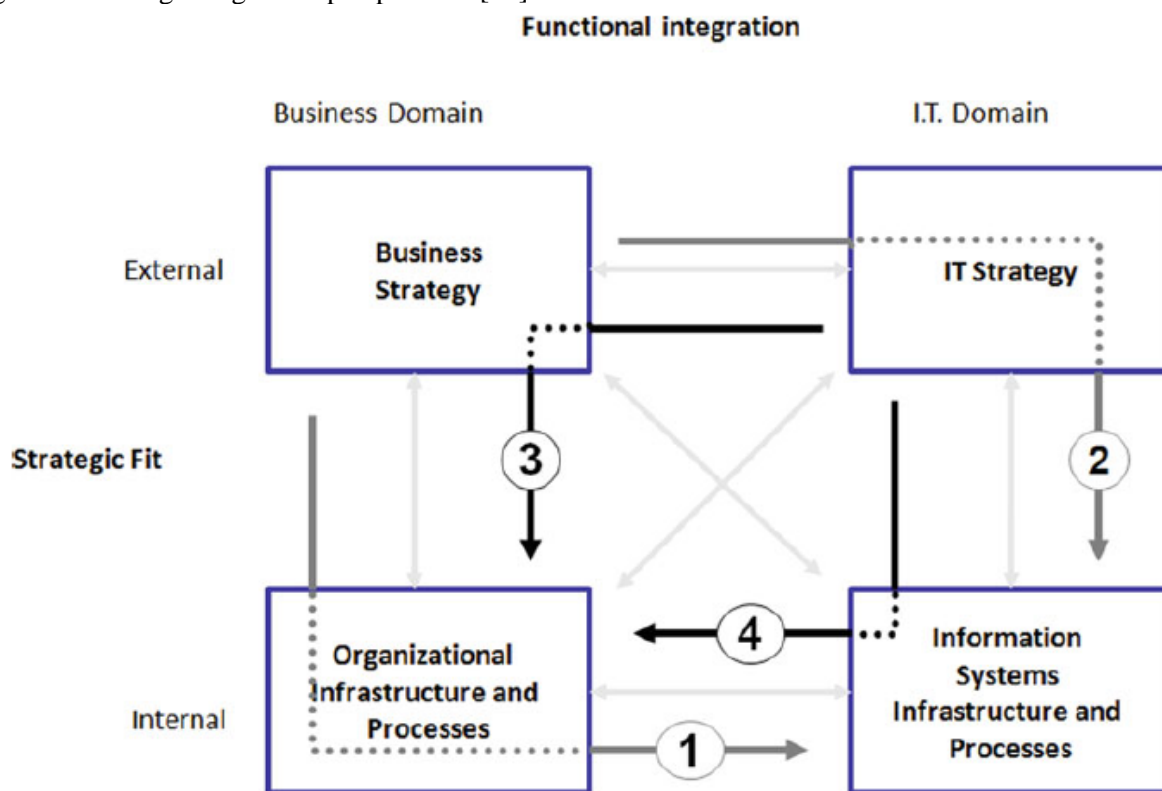 Functional integration
Business Domain
I.T. Domain
External
Business
Strategy
IT Strategy
Strategic Fit
3
2
4
Organizational
Infrastructure and
Processes
Information
Systems
Infrastructure and
Processes
Internal
1